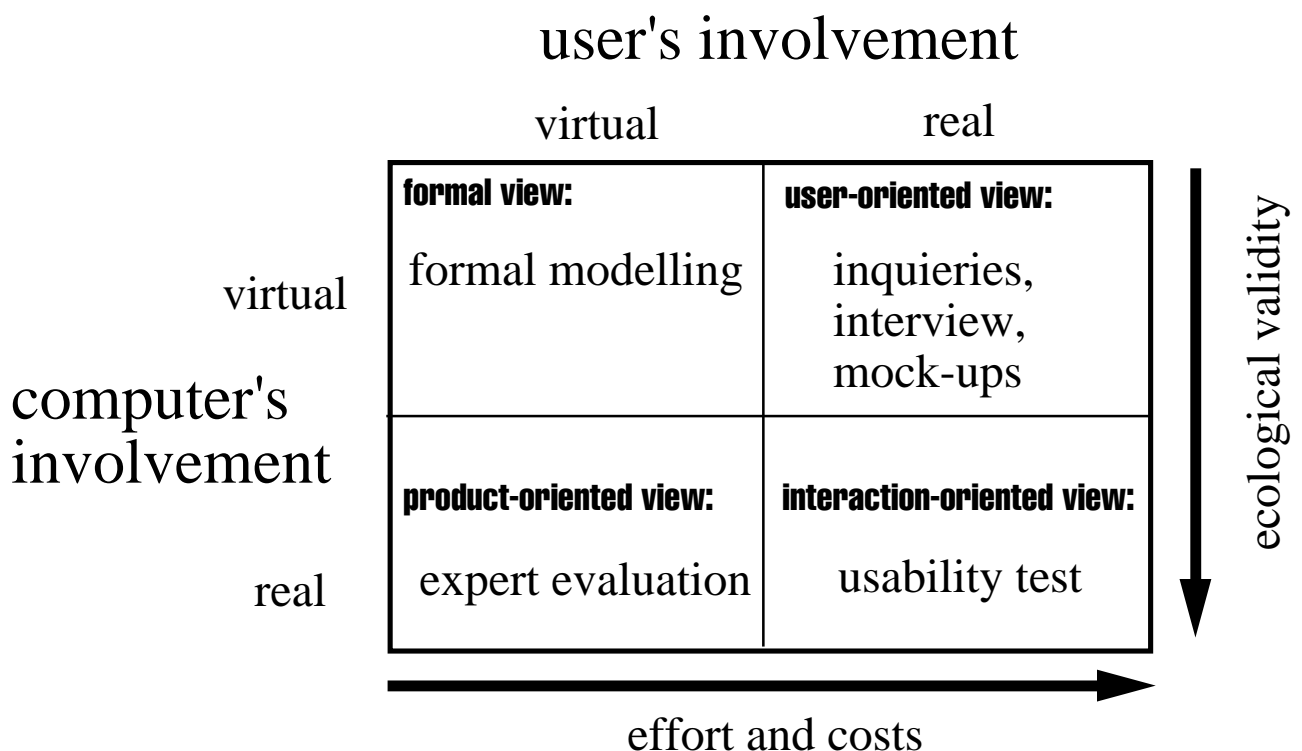 user's involvement
virtual real
formal view: user-oriented view:
virtual formal modelling inquieries,
interview,
mock-ups
computer's
involvement
product-oriented view: interaction-oriented view:
real expert evaluation usability test
ecological validity
effort and costs